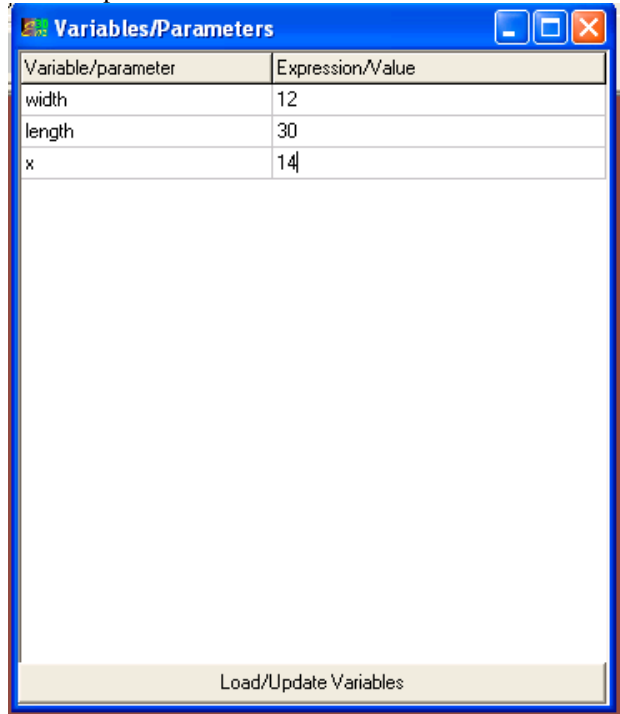 Variables/Parameters
Variable/parameter Expression/Value
width 12
length 30
x 14
Load/Update Variables